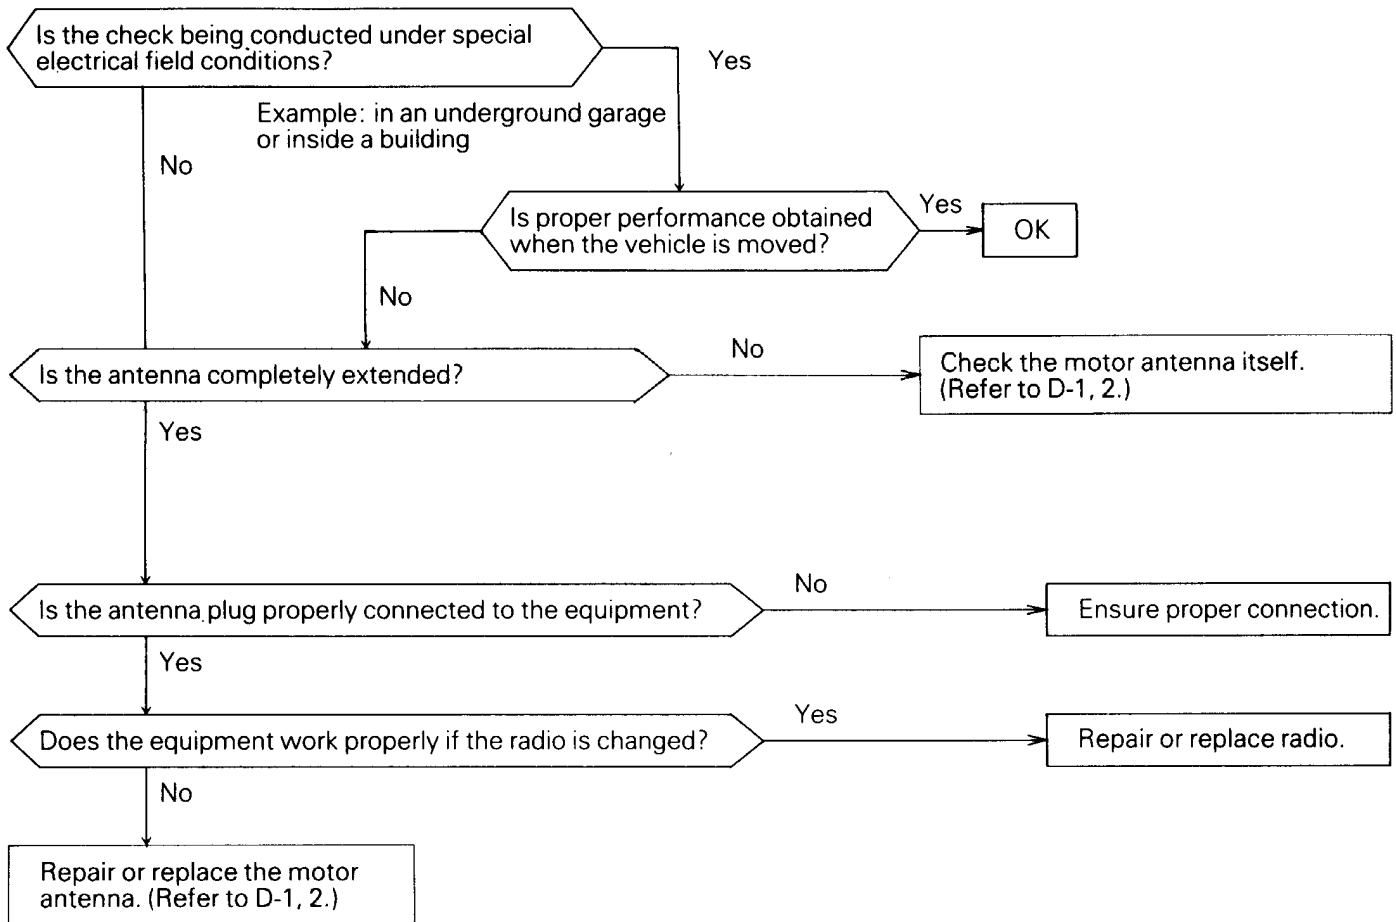 Is the check being conducted under special
electrical field conditions?
Yes
Example: in an underground garage
or inside a building
No
Is proper performance obtained
when the vehicle is moved?
Yes
OK
No
Is the antenna completely extended?
No
Check the motor antenna itself.
(Refer to D-1, 2.)
Yes
Is the antenna plug properly connected to the equipment?
No
Ensure proper connection.
Yes
Does the equipment work properly if the radio is changed?
Yes
Repair or replace radio.
No
Repair or replace the motor
antenna. (Refer to D-1, 2.)